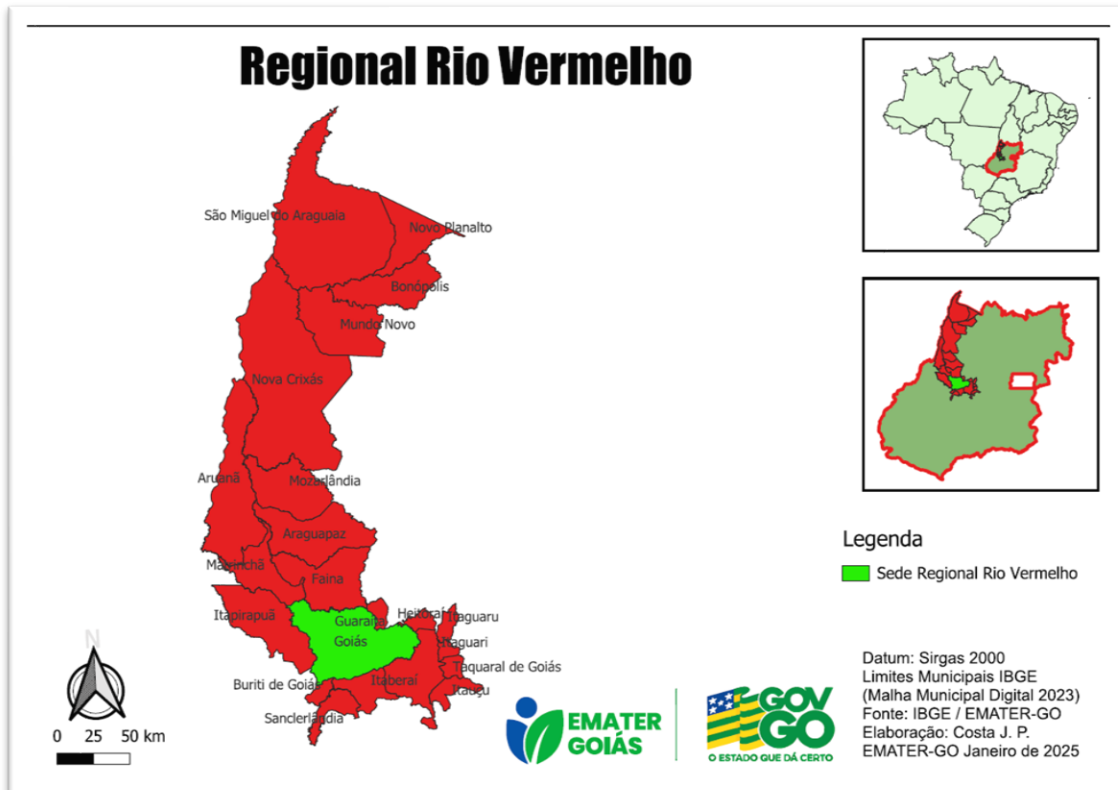 Regional Rio Vermelho
São Miguel do Araguaia
Novo Planalto
Bonópolis
Mundo Novo
Nova Crixás
Aruanã
Mozarlândia
Araguapaz
Matrinchã
Faina
Itapirapuã
Guaraíta
Heitoraí
Itaguaru
Goiás
Itaguari
Taquaral de Goiás
Buriti de Goiás
Itaberaí
Itauçu
Sanclerlândia
N
0 25 50 km
EMATER
GOIÁS
GOV
GO
O ESTADO QUE DÁ CERTO
Legenda
Sede Regional Rio Vermelho
Datum: Sirgas 2000
Limites Municipais IBGE
(Malha Municipal Digital 2023)
Fonte: IBGE / EMATER-GO
Elaboração: Costa J. P.
EMATER-GO Janeiro de 2025